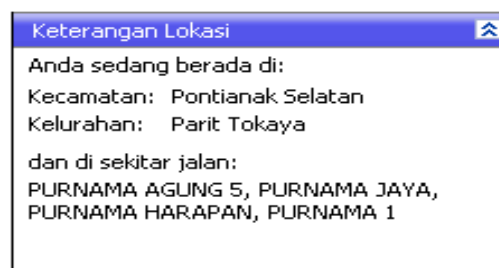 Keterangan Lokasi
Anda sedang berada di:
Kecamatan: Pontianak Selatan
Kelurahan: Parit Tokaya
dan di sekitar jalan:
PURNAMA AGUNG 5, PURNAMA JAYA,
PURNAMA HARAPAN, PURNAMA 1